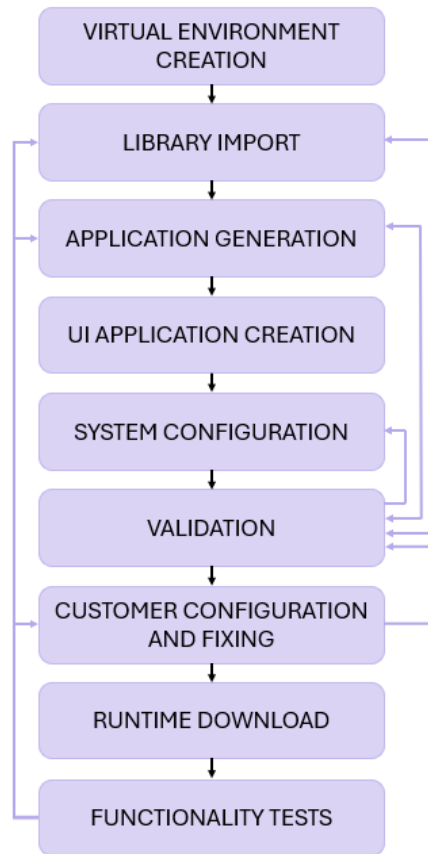 VIRTUAL ENVIRONMENT
CREATION
LIBRARY IMPORT
APPLICATION GENERATION
UI APPLICATION CREATION
SYSTEM CONFIGURATION
VALIDATION
CUSTOMER CONFIGURATION
AND FIXING
RUNTIME DOWNLOAD
FUNCTIONALITY TESTS